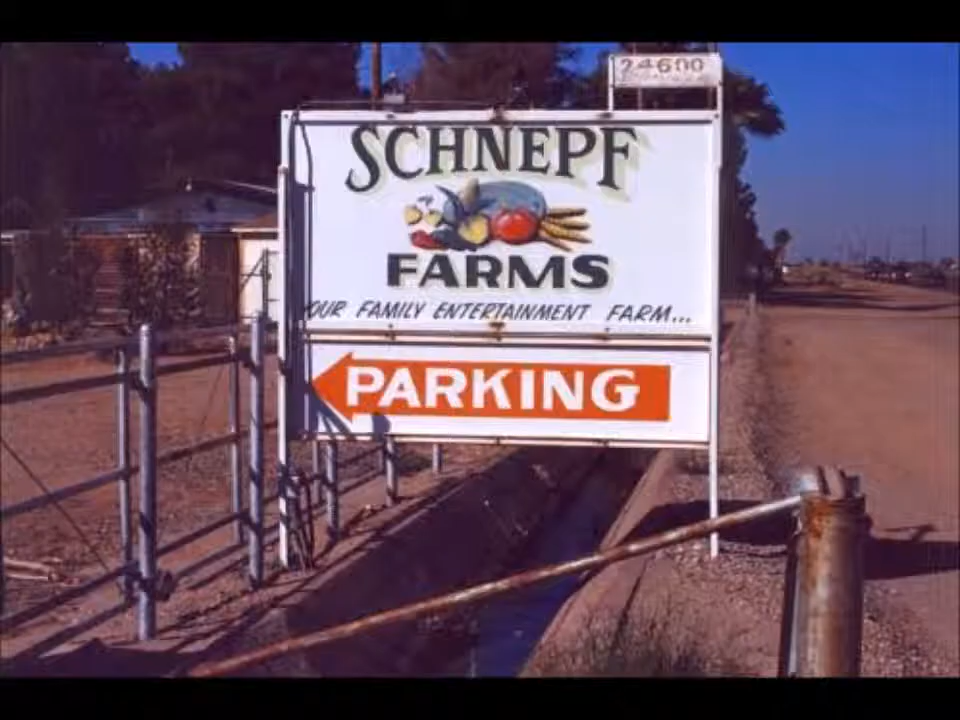 24600
SCHNEPF
FARMS
OUR FAMILY ENTERTAINMENT FARM...
PARKING